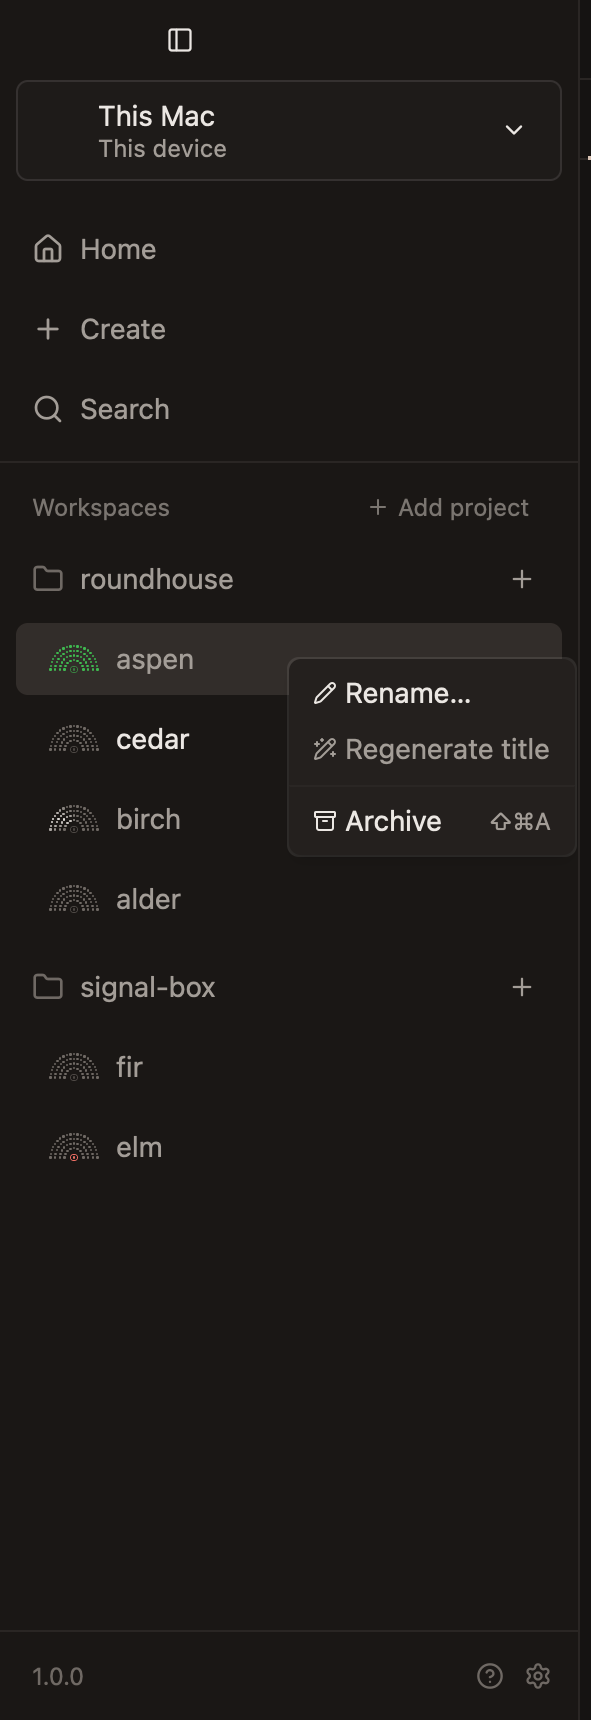 This Mac
This device
Home
Create
Search
Workspaces
+ Add project
roundhouse
aspen
Rename...
cedar
Regenerate title
birch
Archive ⇧⌘A
alder
signal-box
fir
elm
1.0.0